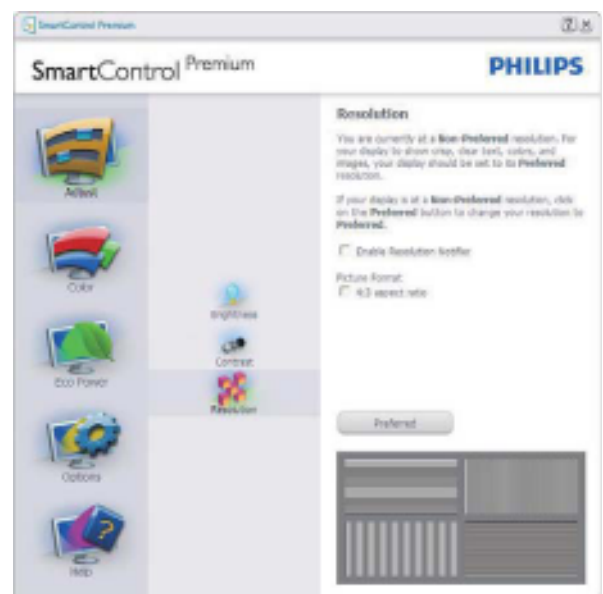 SmartControl Premium
SmartControl Premium
PHILIPS
Adjust
Color
Eco Power
Options
Help
Brightness
Contrast
Resolution
Resolution
You are currently at a Non-Preferred resolution. For
your display to show crisp, clear text, colors, and
images, your display should be set to its Preferred
resolution.
If your display is at a Non-Preferred resolution, click
on the Preferred button to change your resolution to
Preferred.
Enable Resolution Notifier
Picture Format
4:3 aspect ratio
Preferred